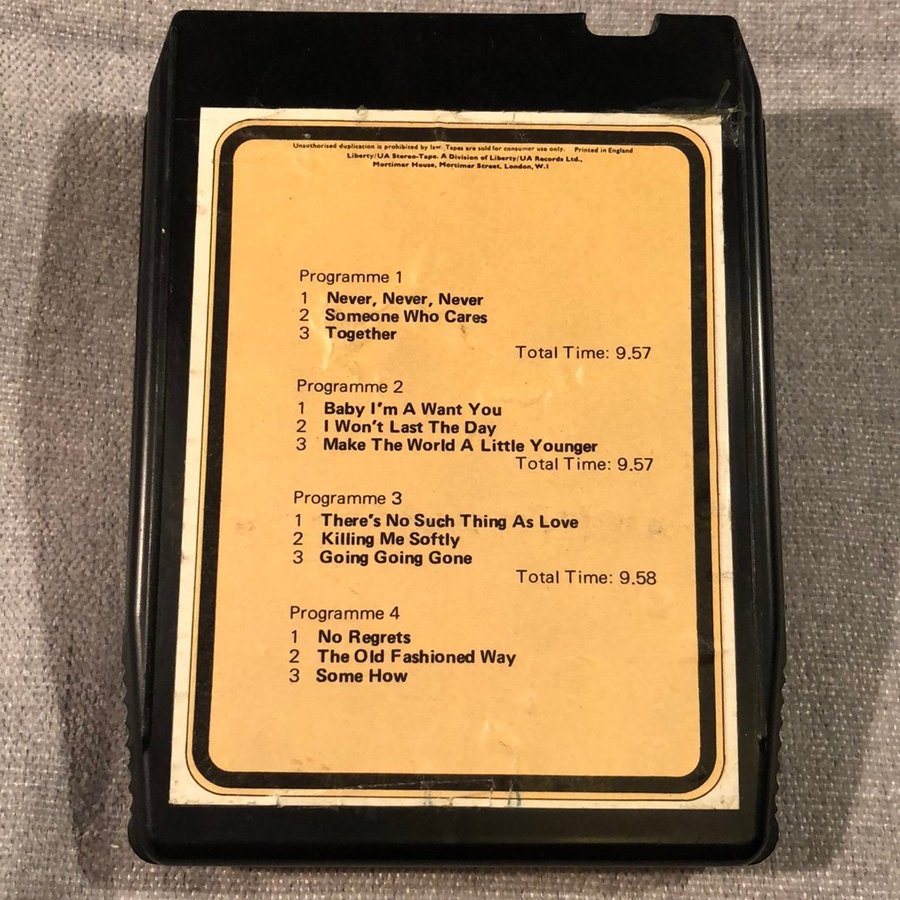 Unauthorised duplication is prohibited by law. Tapes are sold for consumer use only. Printed in England
Liberty/UA Stereo-Tape. A Division of Liberty/UA Records Ltd.,
Mortimer House, Mortimer Street, London, W.1
Programme 1
1 Never, Never, Never
2 Someone Who Cares
3 Together
Total Time: 9.57
Programme 2
1 Baby I'm A Want You
2 I Won't Last The Day
3 Make The World A Little Younger
Total Time: 9.57
Programme 3
1 There's No Such Thing As Love
2 Killing Me Softly
3 Going Going Gone
Total Time: 9.58
Programme 4
1 No Regrets
2 The Old Fashioned Way
3 Some How